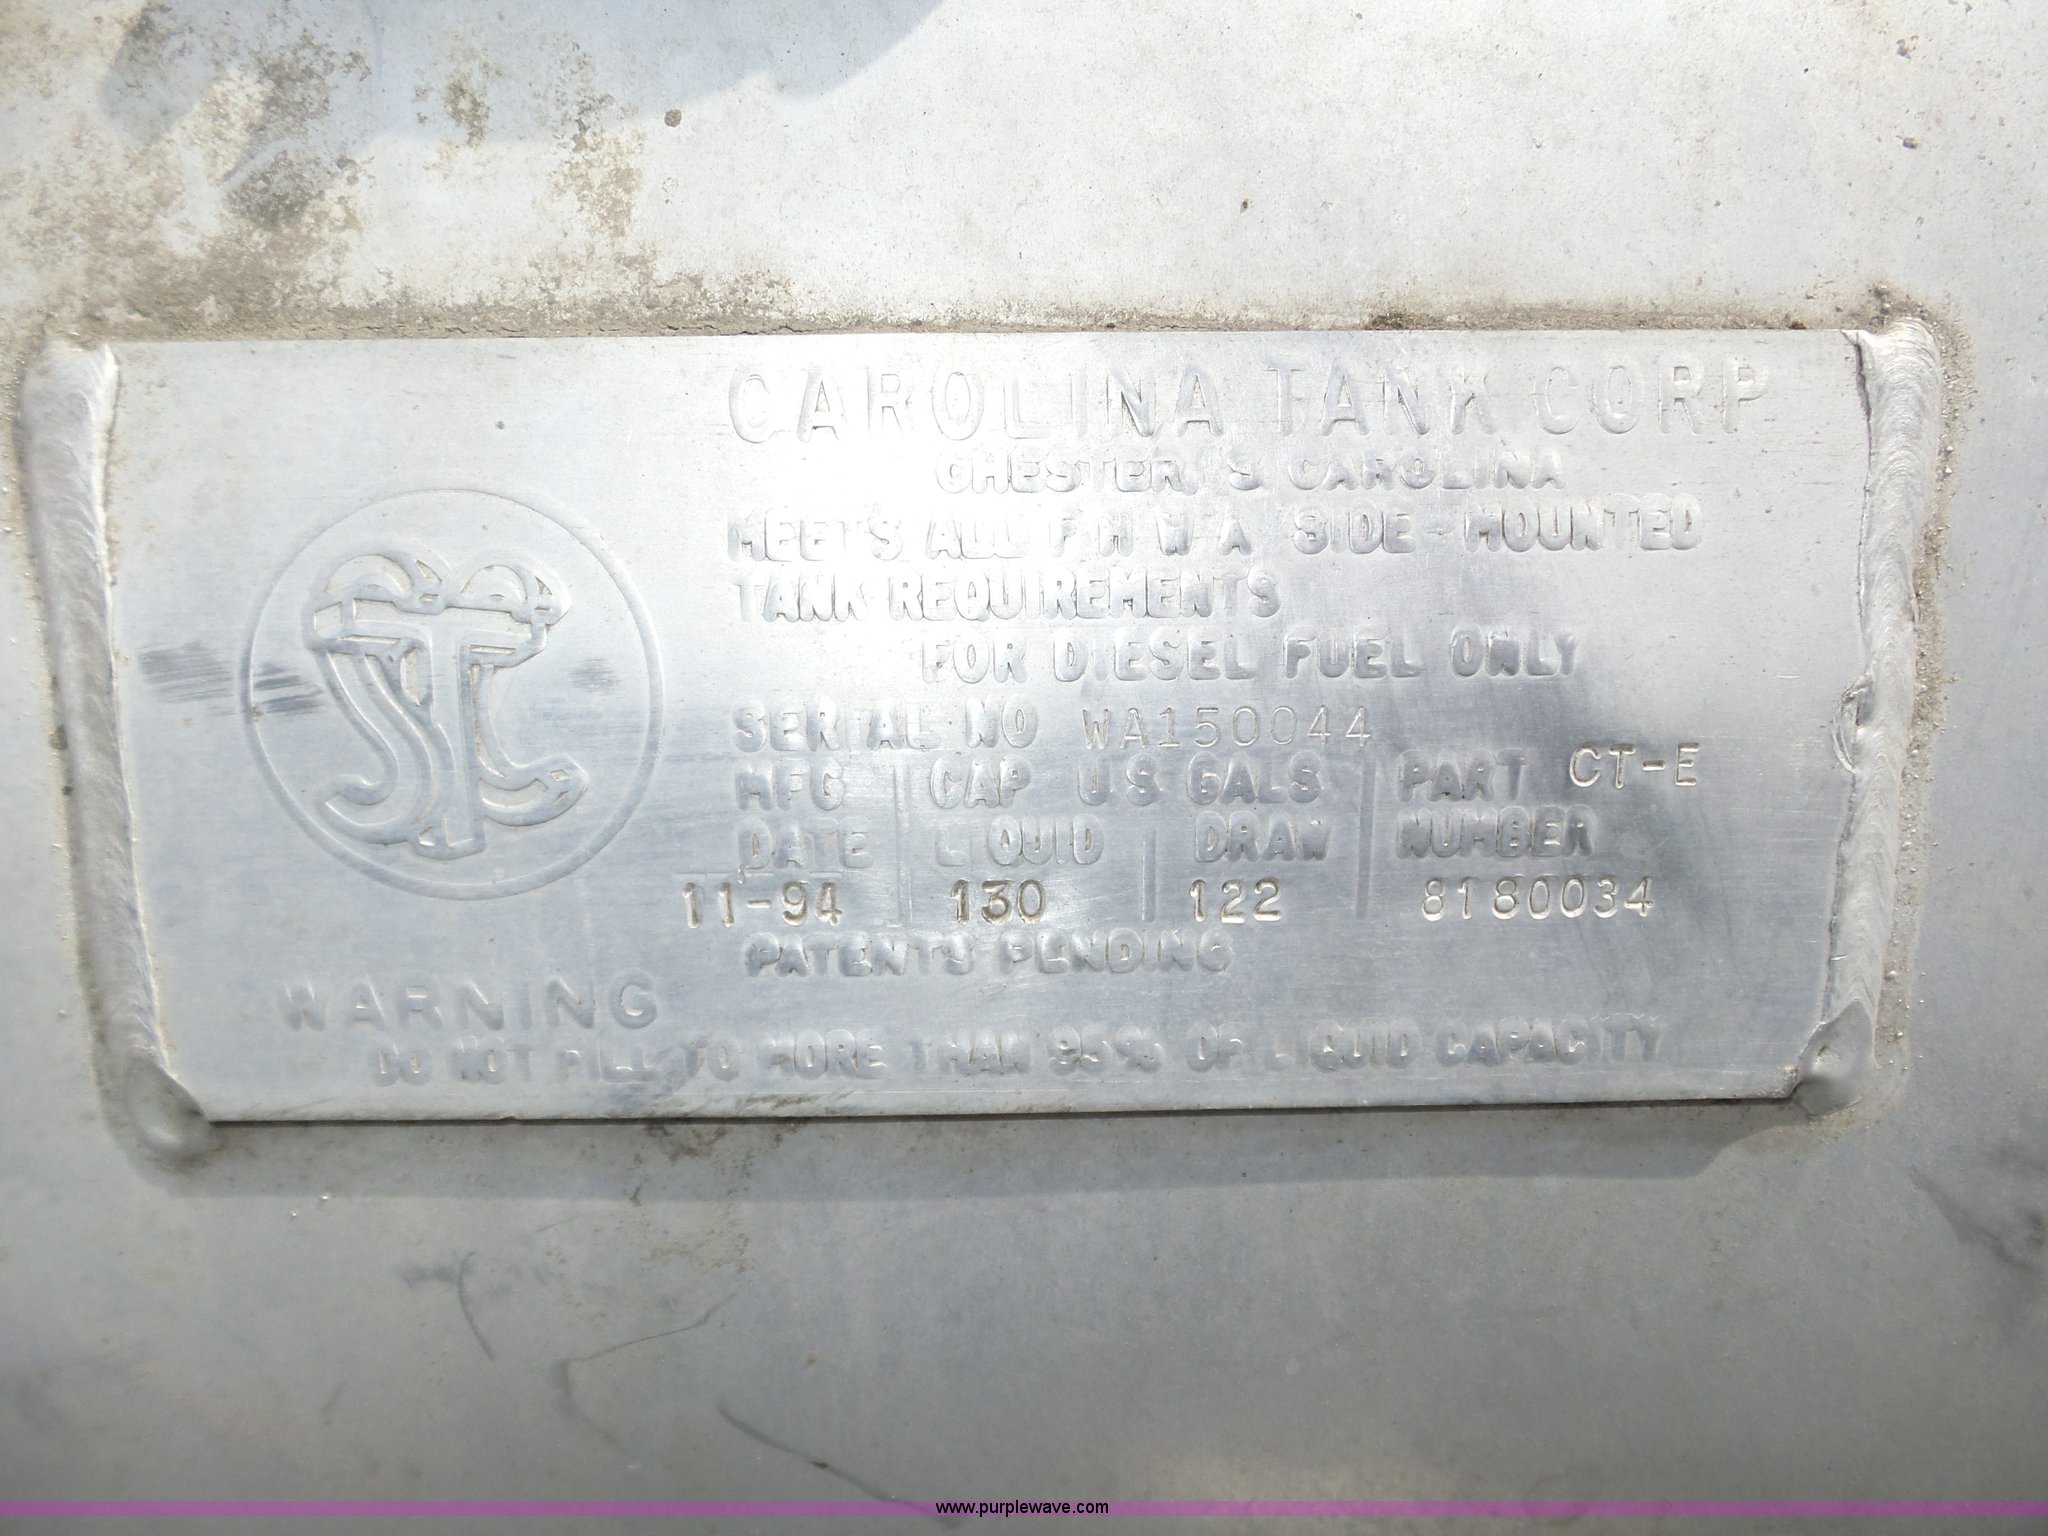 CAROLINA TANK CORP
CHESTER, S CAROLINA
MEETS ALL F H W A SIDE-MOUNTED
TANK REQUIREMENTS
FOR DIESEL FUEL ONLY
SERIAL NO WA150044
MFG CAP U S GALS PART CT-E
DATE LIQUID DRAW NUMBER
11-94 130 122 8180034
PATENTS PENDING
WARNING
DO NOT FILL TO MORE THAN 95% OF LIQUID CAPACITY
STC
www.purplewave.com